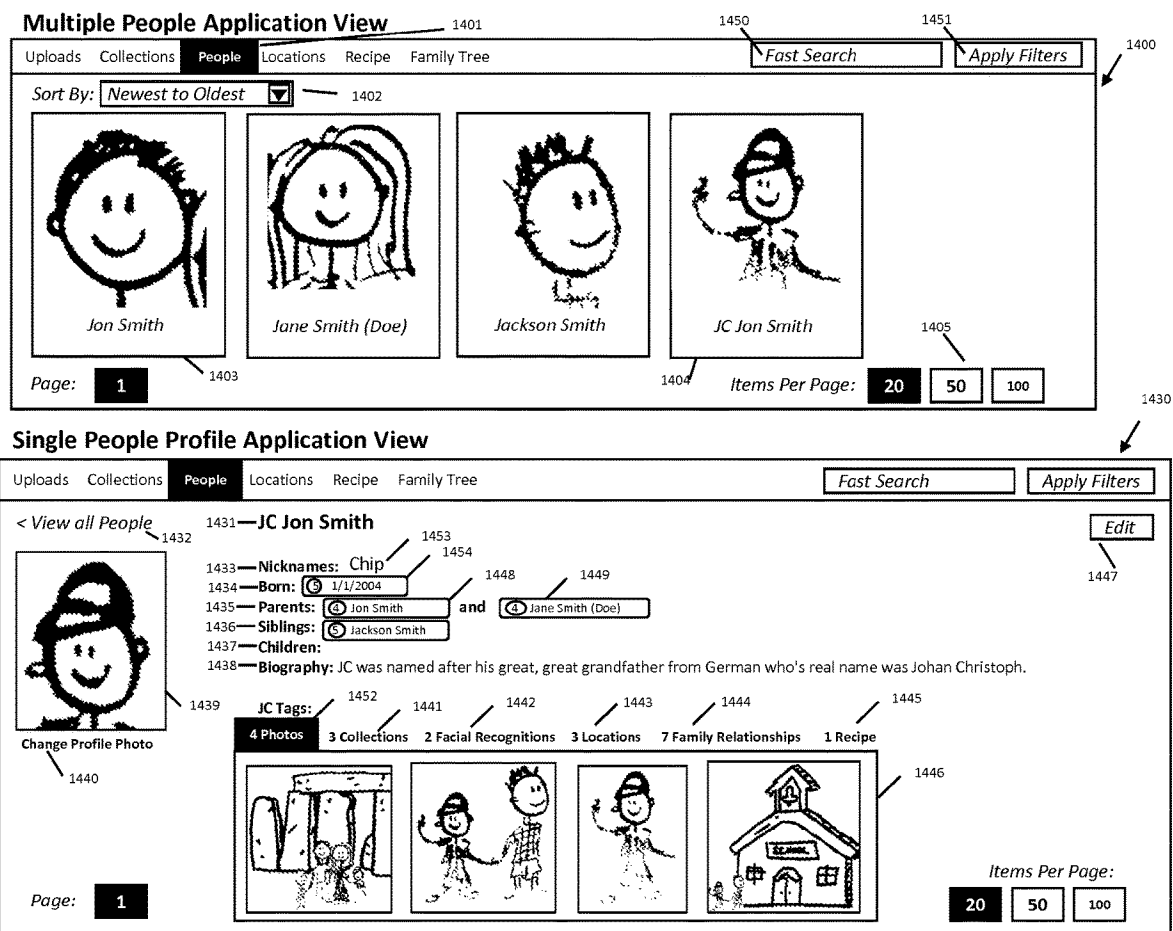 Multiple People Application View
1401
1450
1451
1400
Uploads Collections People Locations Recipe Family Tree Fast Search Apply Filters
Sort By: Newest to Oldest 1402
Jon Smith Jane Smith (Doe) Jackson Smith JC Jon Smith
1403 1404 1405
Page: 1 Items Per Page: 20 50 100
1430
Single People Profile Application View
Uploads Collections People Locations Recipe Family Tree Fast Search Apply Filters
< View all People 1432
1431 JC Jon Smith Edit
1447
1453
1454
1433 Nicknames: Chip
1434 Born: 5 1/1/2004 1448 1449
1435 Parents: 4 Jon Smith and 4 Jane Smith (Doe)
1436 Siblings: 5 Jackson Smith
1437 Children:
1438 Biography: JC was named after his great, great grandfather from German who's real name was Johan Christoph.
1439
Change Profile Photo
1440
JC Tags: 1452 1441 1442 1443 1444 1445
4 Photos 3 Collections 2 Facial Recognitions 3 Locations 7 Family Relationships 1 Recipe
1446
SCHOOL
Page: 1 Items Per Page: 20 50 100